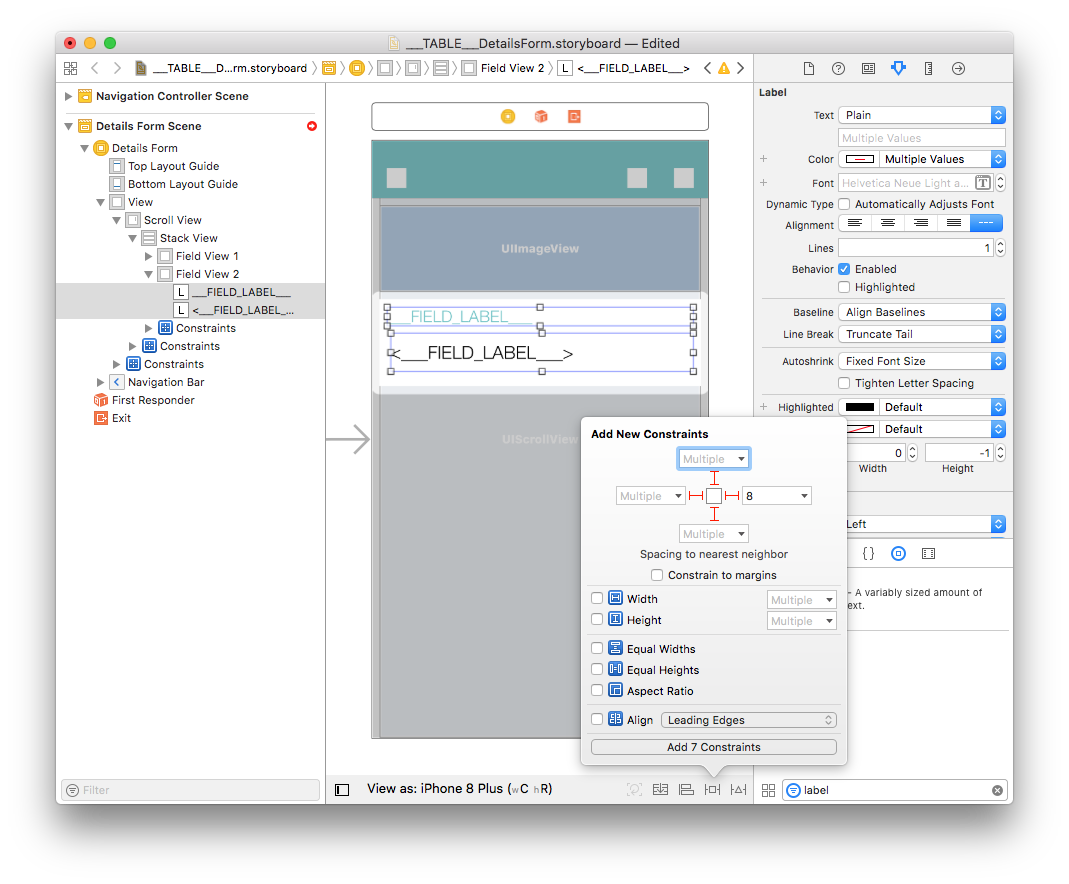 ___TABLE___DetailsForm.storyboard — Edited
___TABLE___D...rm.storyboard
Field View 2
L
<___FIELD_LABEL___>
Navigation Controller Scene
Details Form Scene
Details Form
Top Layout Guide
Bottom Layout Guide
View
Scroll View
Stack View
Field View 1
Field View 2
L ___FIELD_LABEL___
L <___FIELD_LABEL_...
Constraints
Constraints
Constraints
Navigation Bar
First Responder
Exit
Filter
UIImageView
___FIELD_LABEL___
<___FIELD_LABEL___>
UIScrollView
View as: iPhone 8 Plus (wC hR)
Add New Constraints
Multiple
Multiple
8
Multiple
Spacing to nearest neighbor
Constrain to margins
Width Multiple
Height Multiple
Equal Widths
Equal Heights
Aspect Ratio
Align Leading Edges
Add 7 Constraints
Label
Text Plain
Multiple Values
+ Color Multiple Values
+ Font Helvetica Neue Light a... T
Dynamic Type Automatically Adjusts Font
Alignment
Lines 1
Behavior Enabled
Highlighted
Baseline Align Baselines
Line Break Truncate Tail
Autoshrink Fixed Font Size
Tighten Letter Spacing
+ Highlighted Default
Default
0 -1
Width Height
Left
{}
- A variably sized amount of
ext.
label